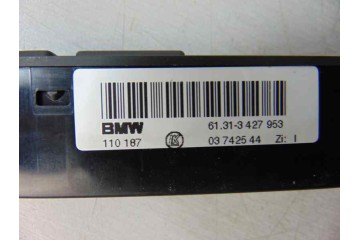 BMW 61.31-3 427 953
110 187 03 7425 44 Zi: I